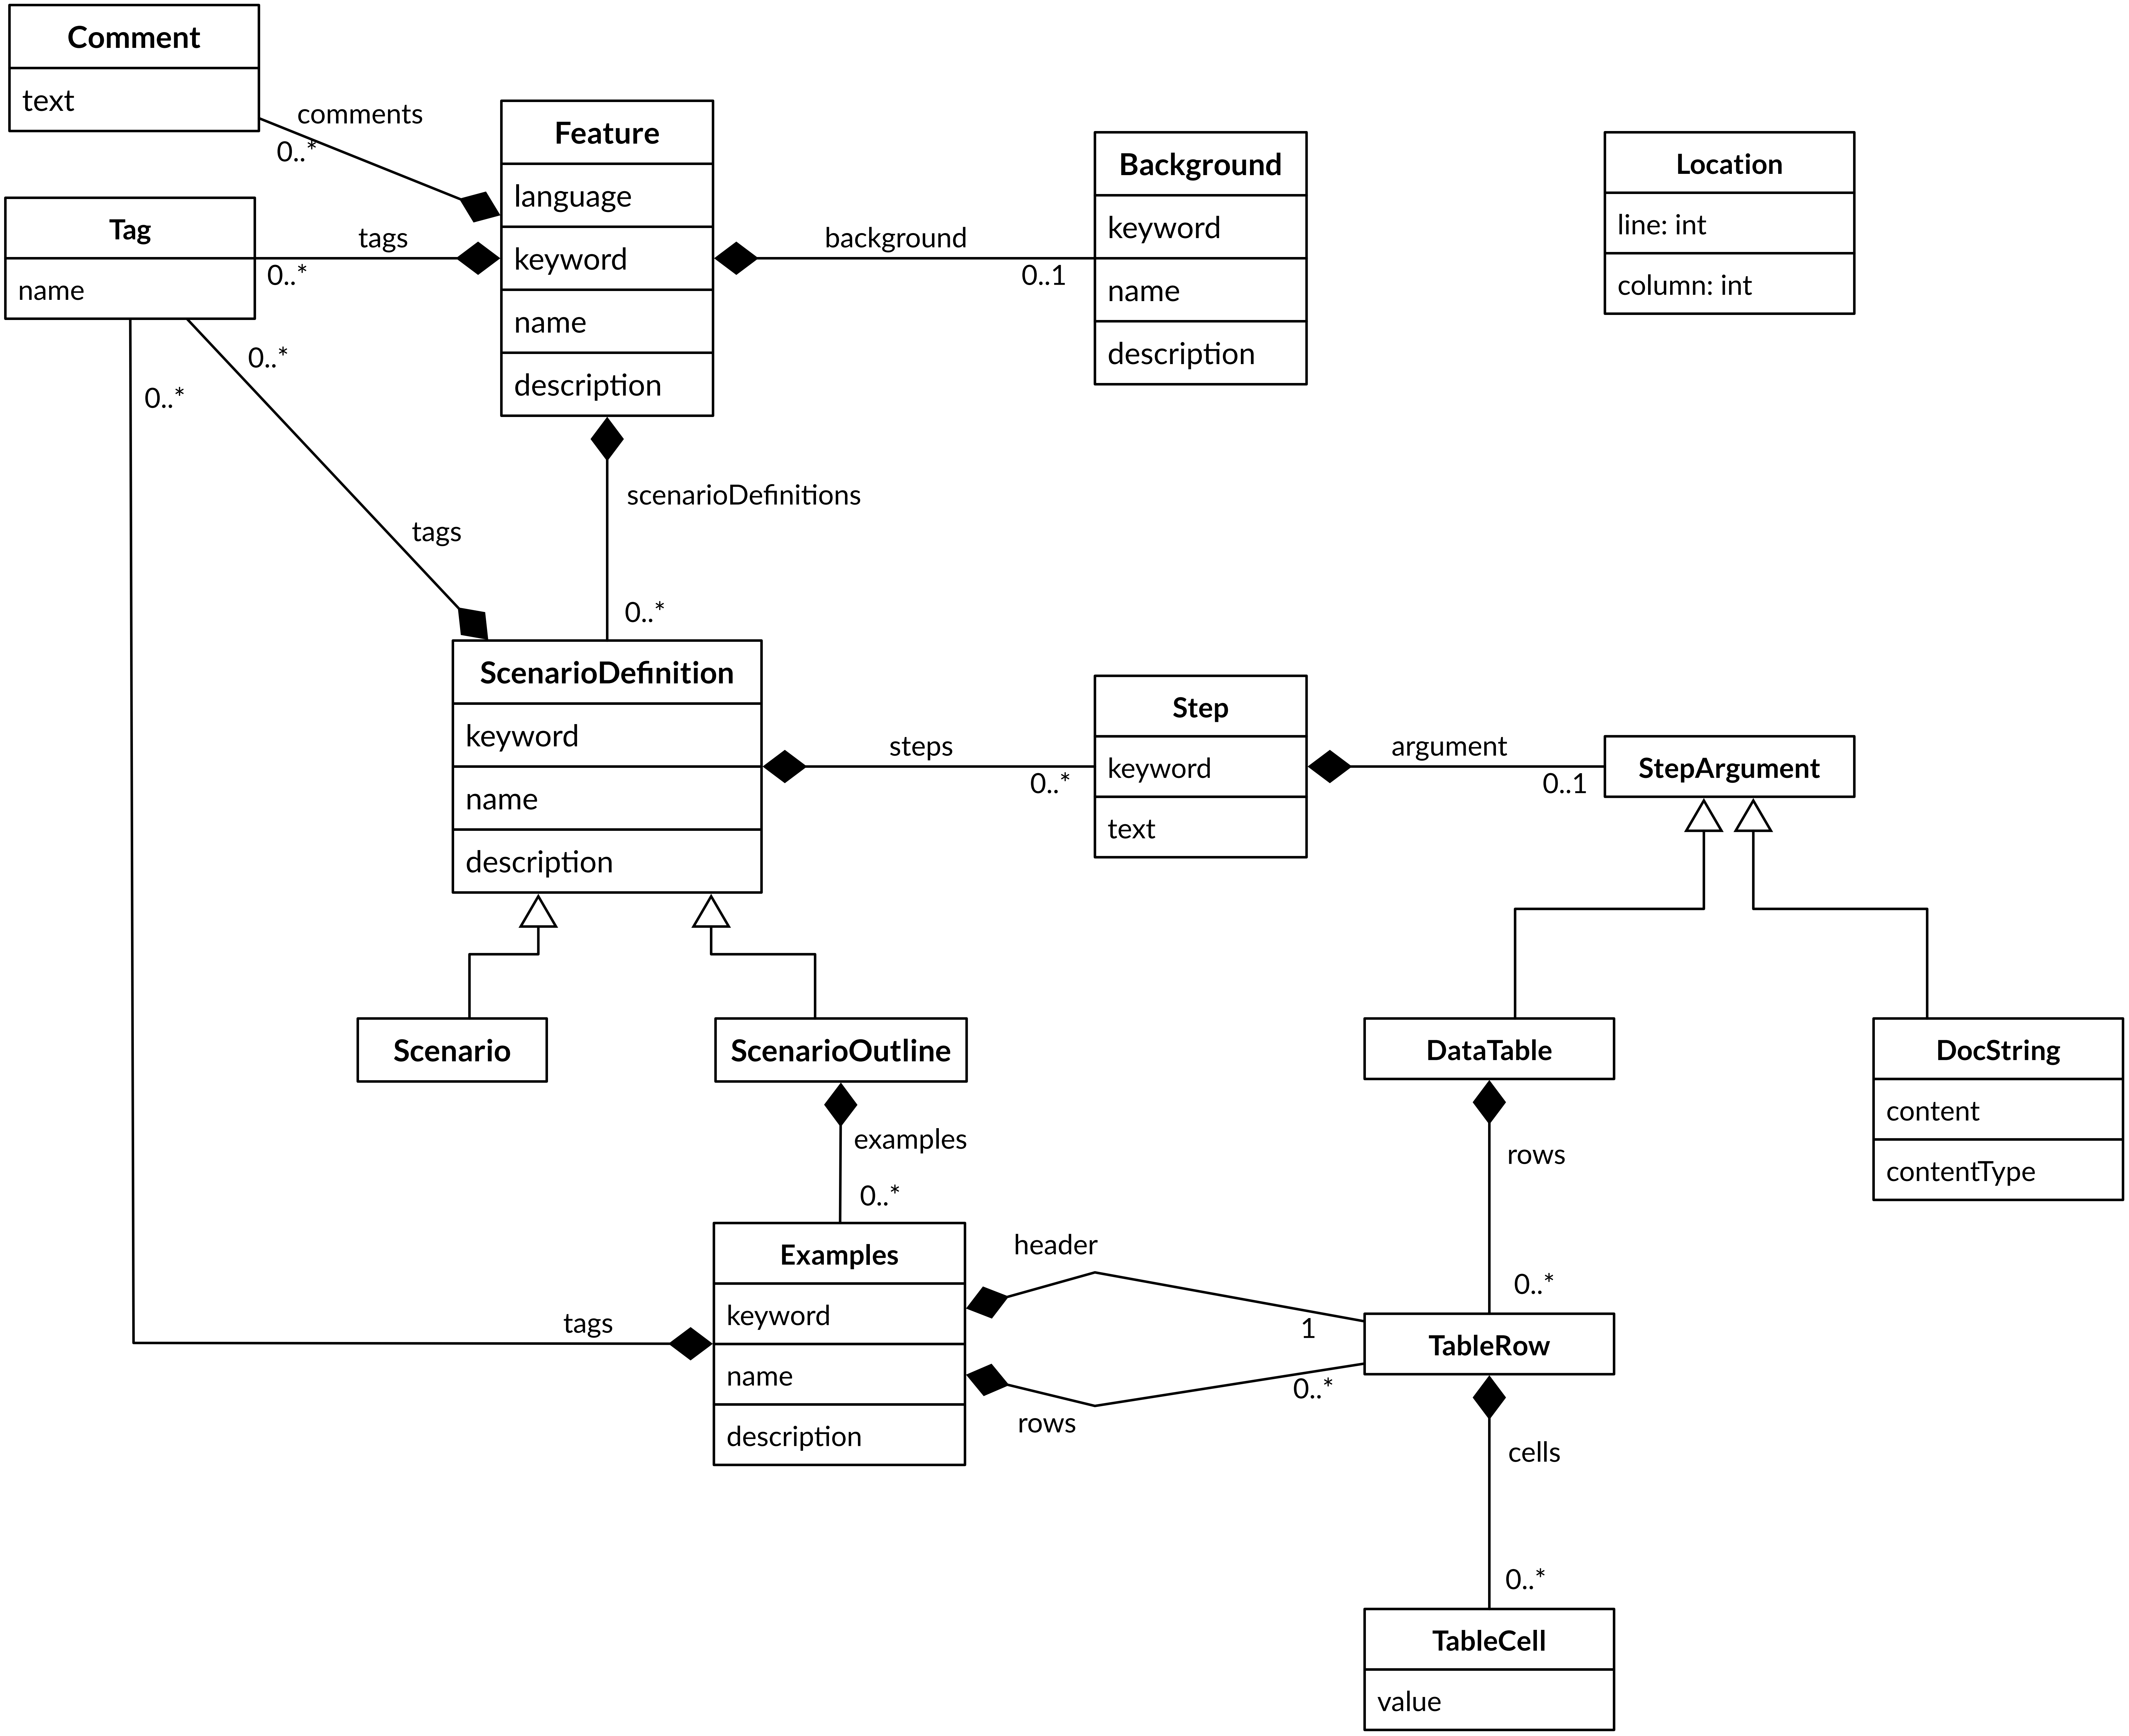 Comment
text
comments
0..*
Tag
name
tags
0..*
Feature
language
keyword
name
description
background
0..1
Background
keyword
name
description
Location
line: int
column: int
0..*
0..*
tags
scenarioDefinitions
0..*
ScenarioDefinition
keyword
name
description
steps
0..*
Step
keyword
text
argument
0..1
StepArgument
Scenario
ScenarioOutline
DataTable
DocString
content
contentType
examples
0..*
rows
0..*
Examples
keyword
name
description
tags
header
1
rows
0..*
TableRow
cells
0..*
TableCell
value